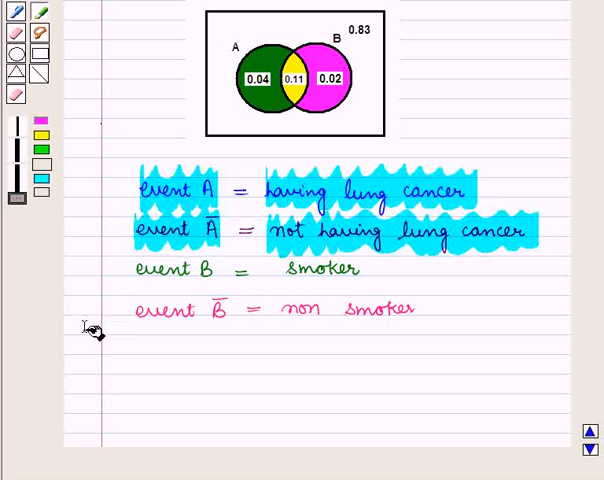 0.83
A B
0.04 0.11 0.02
event A = having lung cancer
event A̅ = not having lung cancer
event B = smoker
event B̅ = non smoker